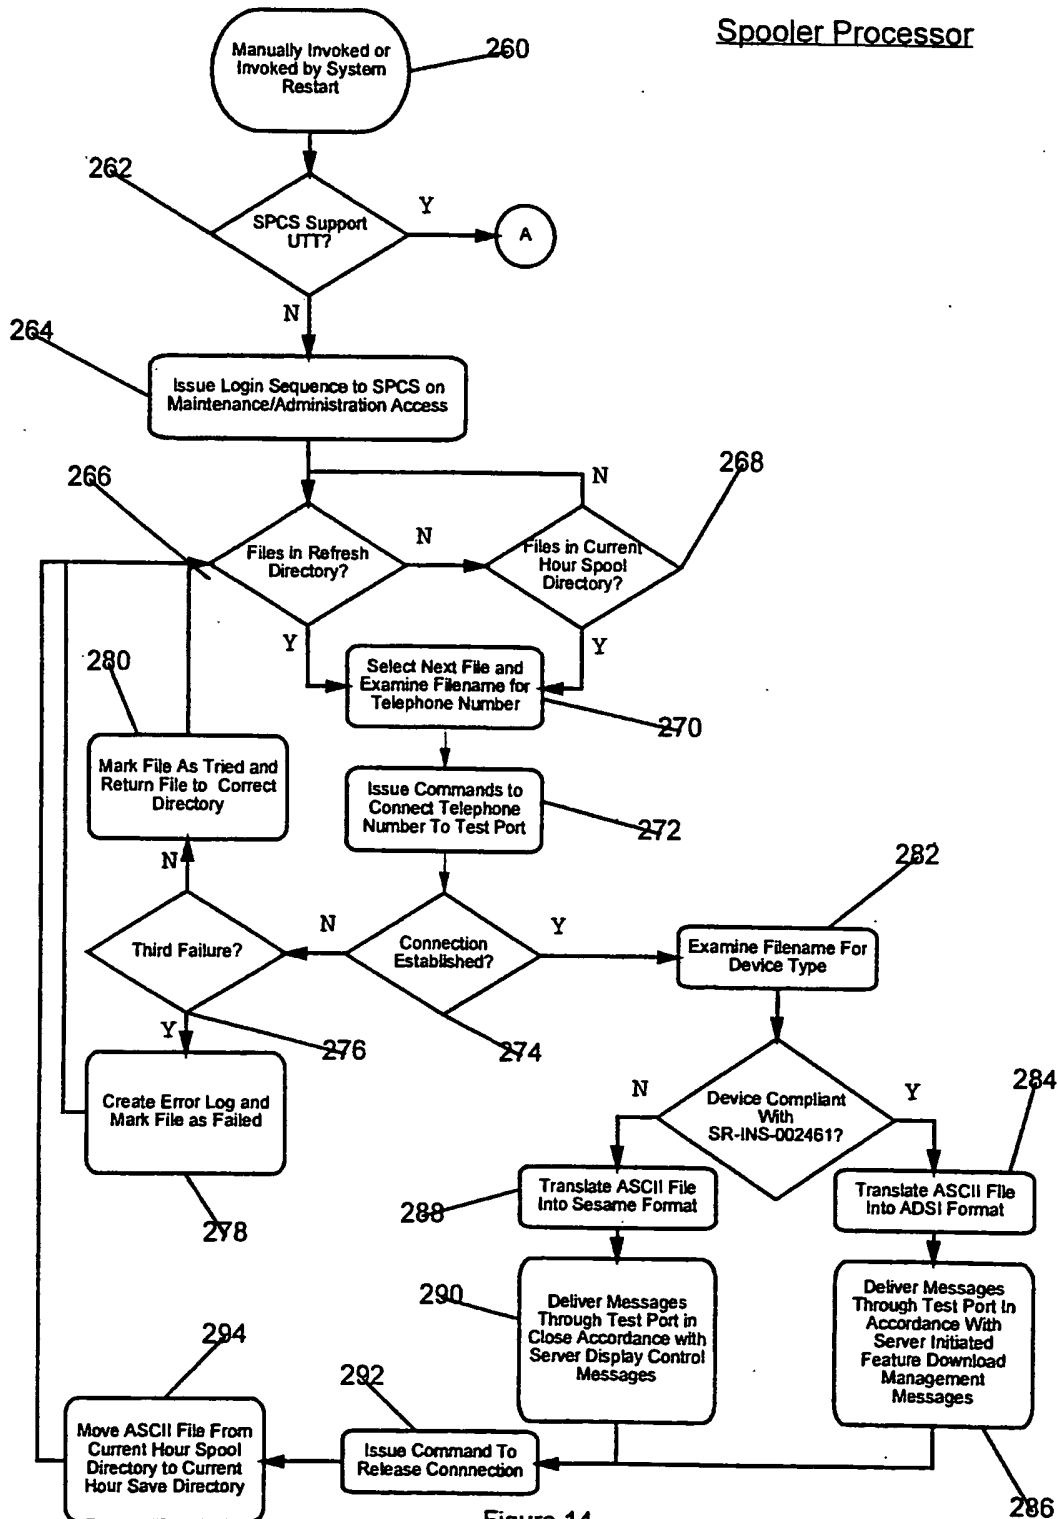 Spooler Processor
Manually Invoked or
Invoked by System
Restart
260
262
SPCS Support
UTT?
Y
A
N
264
Issue Login Sequence to SPCS on
Maintenance/Administration Access
266
N
268
Files in Refresh
Directory?
N
Files in Current
Hour Spool
Directory?
Y
Y
280
Select Next File and
Examine Filename for
Telephone Number
270
Mark File As Tried and
Return File to Correct
Directory
Issue Commands to
Connect Telephone
Number To Test Port
272
N
282
Third Failure?
N
Connection
Established?
Y
Examine Filename For
Device Type
Y
276
274
Create Error Log and
Mark File as Failed
278
N
Device Compliant
With
SR-INS-002461?
Y
284
288
Translate ASCII File
Into Sesame Format
Translate ASCII File
Into ADSI Format
290
Deliver Messages
Through Test Port in
Close Accordance with
Server Display Control
Messages
Deliver Messages
Through Test Port In
Accordance With
Server Initiated
Feature Download
Management
Messages
294
292
Move ASCII File From
Current Hour Spool
Directory to Current
Hour Save Directory
Issue Command To
Release Connnection
286
Figure 14